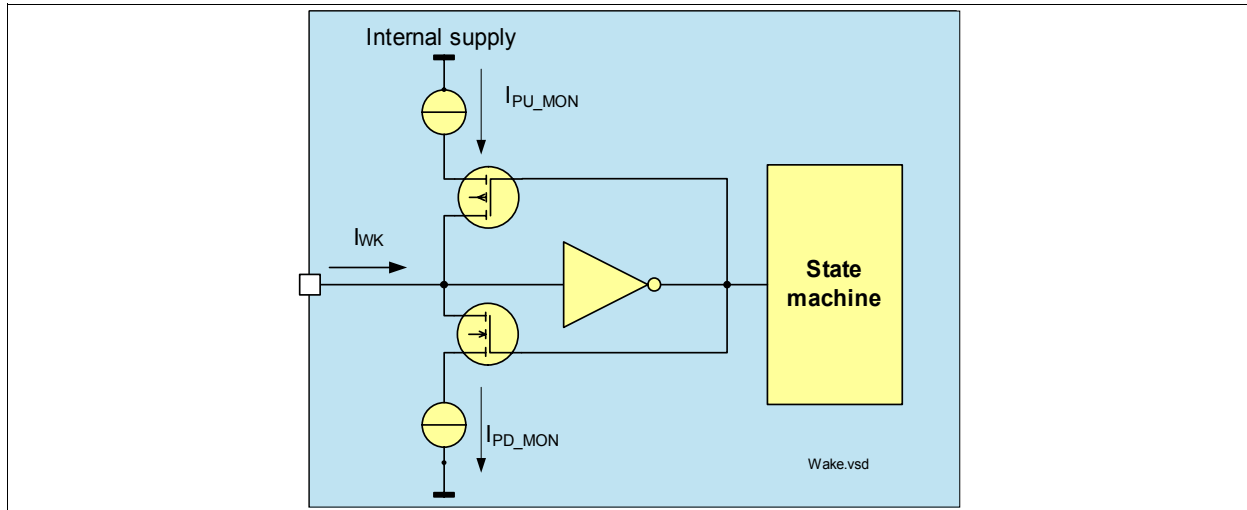 Internal supply
IPU_MON
IWK
State
machine
IPD_MON
Wake.vsd